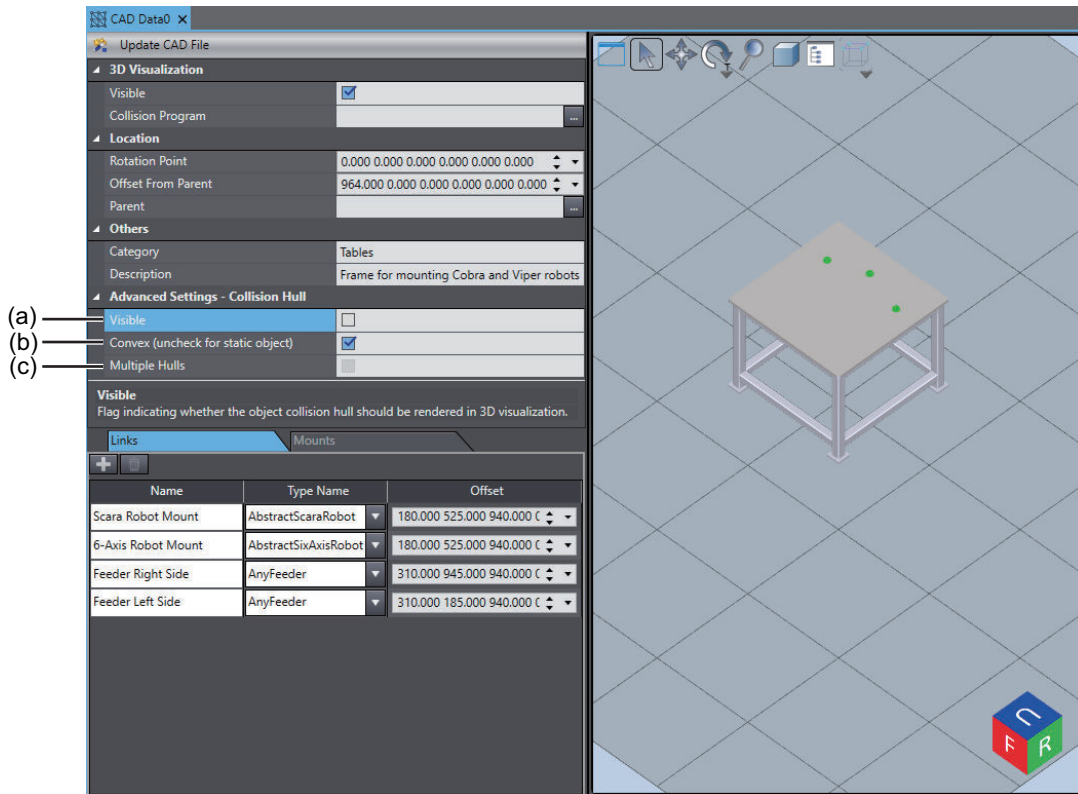 CAD Data0
Update CAD File
3D Visualization
Visible
Collision Program
...
Location
Rotation Point 0.000 0.000 0.000 0.000 0.000 0.000
Offset From Parent 964.000 0.000 0.000 0.000 0.000 0.000
Parent
...
Others
Category Tables
Description Frame for mounting Cobra and Viper robots
Advanced Settings - Collision Hull
(a) Visible
(b) Convex (uncheck for static object)
(c) Multiple Hulls
Visible
Flag indicating whether the object collision hull should be rendered in 3D visualization.
Links Mounts
Name Type Name Offset
Scara Robot Mount AbstractScaraRobot 180.000 525.000 940.000
6-Axis Robot Mount AbstractSixAxisRobot 180.000 525.000 940.000
Feeder Right Side AnyFeeder 310.000 945.000 940.000
Feeder Left Side AnyFeeder 310.000 185.000 940.000
U
F R